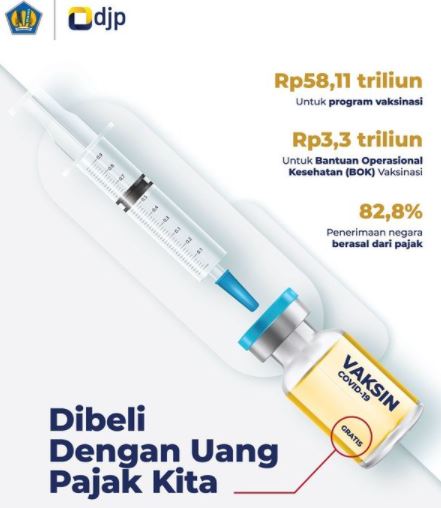 djp
Rp58,11 triliun
Untuk program vaksinasi
Rp3,3 triliun
Untuk Bantuan Operasional
Kesehatan (BOK) Vaksinasi
82,8%
Penerimaan negara
berasal dari pajak
VAKSIN
COVID-19
GRATIS
Dibeli
Dengan Uang
Pajak Kita